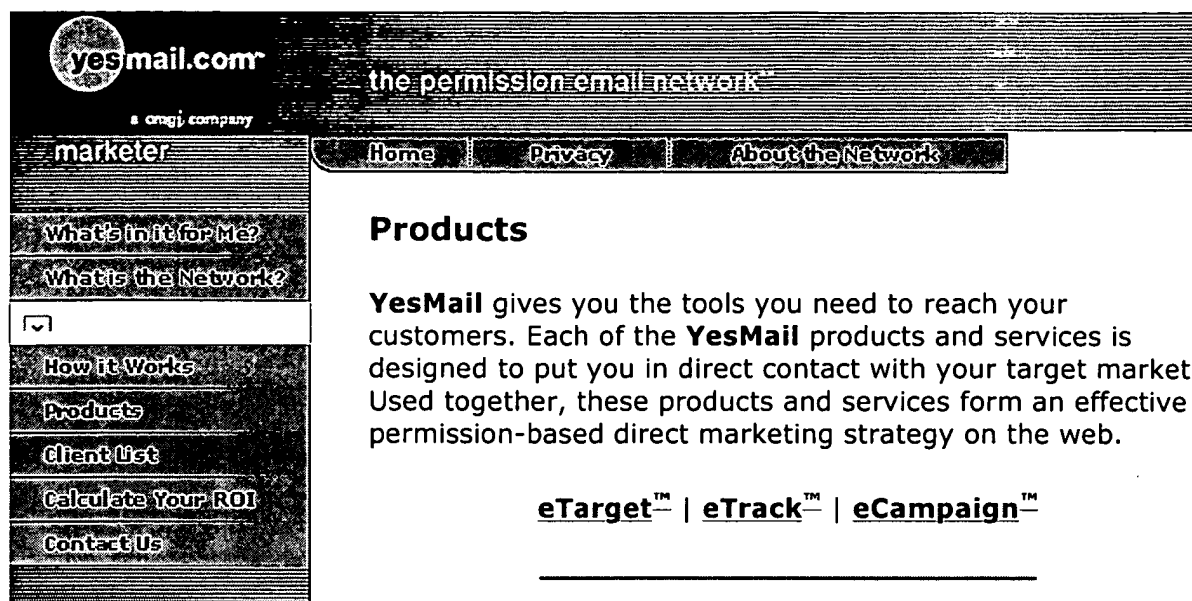 yesmail.com™
a cmgi company
the permission email network™
marketer
Home
Privacy
About the Network
What's in it for Me?
What is the Network?
How it Works
Products
Client List
Calculate Your ROI
Contact Us
Products
YesMail gives you the tools you need to reach your
customers. Each of the YesMail products and services is
designed to put you in direct contact with your target market
Used together, these products and services form an effective
permission-based direct marketing strategy on the web.
eTarget™ | eTrack™ | eCampaign™